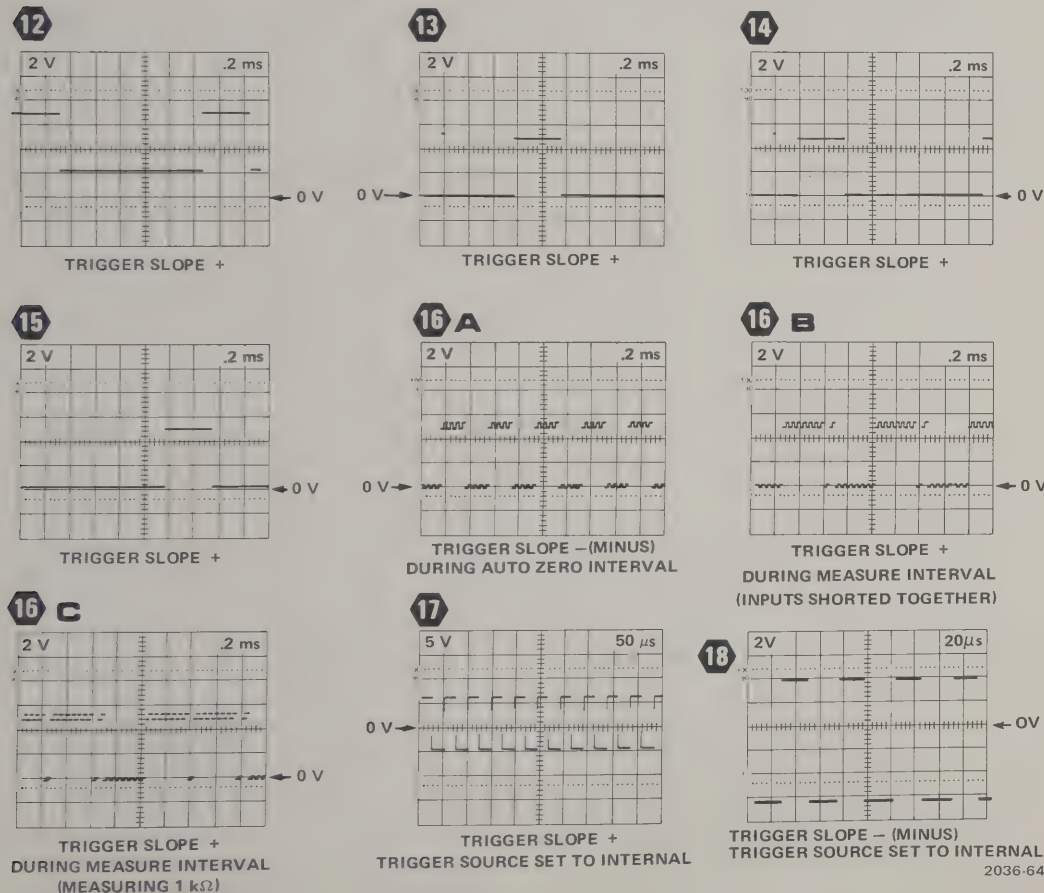 12
2 V .2 ms
0 V
TRIGGER SLOPE +
13
2 V .2 ms
0 V
TRIGGER SLOPE +
14
2 V .2 ms
0 V
TRIGGER SLOPE +
15
2 V .2 ms
0 V
TRIGGER SLOPE +
16 A
2 V .2 ms
0 V
TRIGGER SLOPE – (MINUS)
DURING AUTO ZERO INTERVAL
16 B
2 V .2 ms
0 V
TRIGGER SLOPE +
DURING MEASURE INTERVAL
(INPUTS SHORTED TOGETHER)
16 C
2 V .2 ms
0 V
TRIGGER SLOPE +
DURING MEASURE INTERVAL
(MEASURING 1 kΩ)
17
5 V 50 μs
0 V
TRIGGER SLOPE +
TRIGGER SOURCE SET TO INTERNAL
18
2V 20μs
0V
TRIGGER SLOPE – (MINUS)
TRIGGER SOURCE SET TO INTERNAL
2036-64